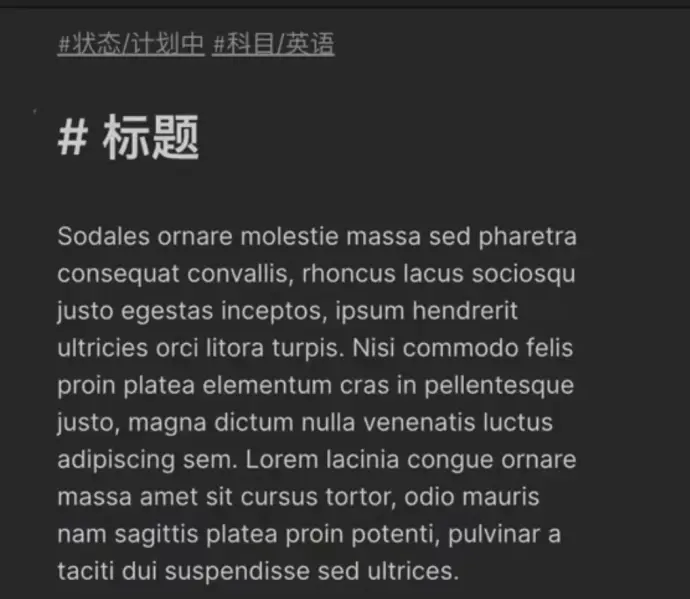 #状态/计划中 #科目/英语
# 标题
Sodales ornare molestie massa sed pharetra
consequat convallis, rhoncus lacus sociosqu
justo egestas inceptos, ipsum hendrerit
ultricies orci litora turpis. Nisi commodo felis
proin platea elementum cras in pellentesque
justo, magna dictum nulla venenatis luctus
adipiscing sem. Lorem lacinia congue ornare
massa amet sit cursus tortor, odio mauris
nam sagittis platea proin potenti, pulvinar a
taciti dui suspendisse sed ultrices.